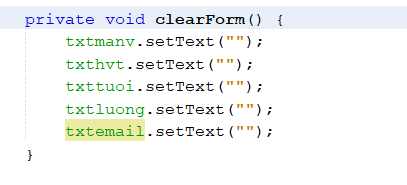 private void clearForm() {
txtmanv.setText("");
txthvt.setText("");
txttuoi.setText("");
txtluong.setText("");
txtemail.setText("");
}